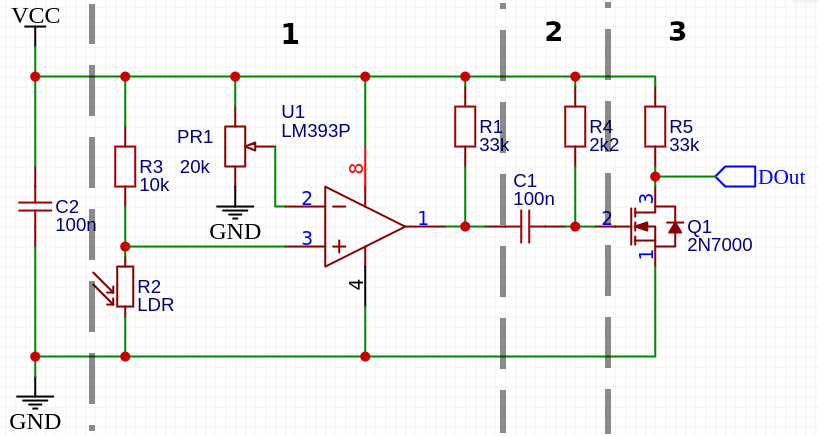 VCC
1
2
3
U1
LM393P
PR1
20k
R3
10k
8
R1
33k
R4
2k2
R5
33k
DOut
C2
100n
2
GND
3
1
C1
100n
2
3
Q1
2N7000
1
4
R2
LDR
GND